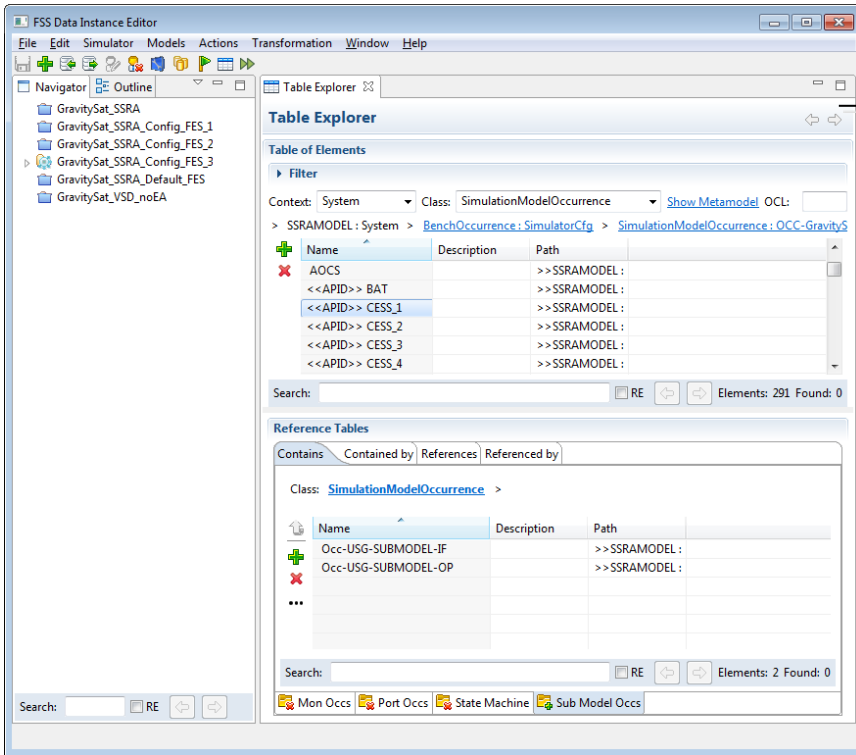 FSS Data Instance Editor
File Edit Simulator Models Actions Transformation Window Help
Navigator Outline
GravitySat_SSRA
GravitySat_SSRA_Config_FES_1
GravitySat_SSRA_Config_FES_2
GravitySat_SSRA_Config_FES_3
GravitySat_SSRA_Default_FES
GravitySat_VSD_noEA
Search: RE
Table Explorer
Table Explorer
Table of Elements
Filter
Context: System Class: SimulationModelOccurrence Show Metamodel OCL:
> SSRAMODEL : System > BenchOccurrence : SimulatorCfg > SimulationModelOccurrence : OCC-GravityS
Name Description Path
AOCS >>SSRAMODEL :
<<APID>> BAT >>SSRAMODEL :
<<APID>> CESS_1 >>SSRAMODEL :
<<APID>> CESS_2 >>SSRAMODEL :
<<APID>> CESS_3 >>SSRAMODEL :
<<APID>> CESS_4 >>SSRAMODEL :
Search: RE Elements: 291 Found: 0
Reference Tables
Contains Contained by References Referenced by
Class: SimulationModelOccurrence >
Name Description Path
Occ-USG-SUBMODEL-IF >>SSRAMODEL :
Occ-USG-SUBMODEL-OP >>SSRAMODEL :
Search: RE Elements: 2 Found: 0
Mon Occs Port Occs State Machine Sub Model Occs